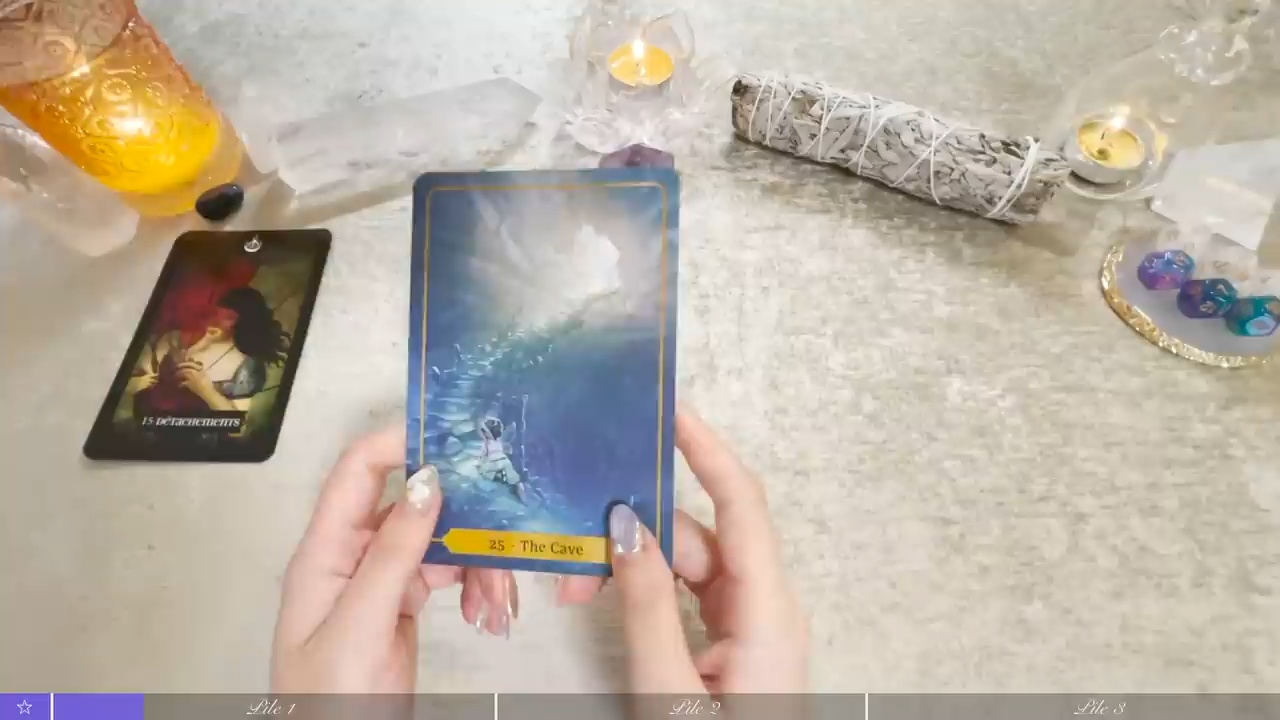 15 DÉTACHEMENTS
25 - The Cave
Pile 1
Pile 2
Pile 3